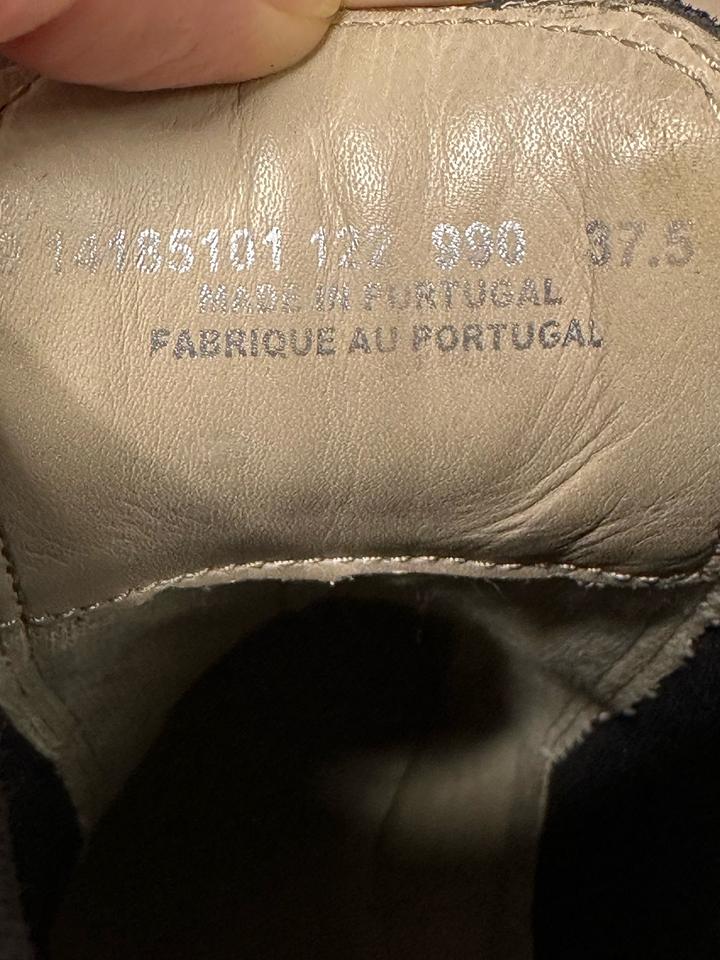 14185101 122 990 37.5
MADE IN PORTUGAL
FABRIQUE AU PORTUGAL